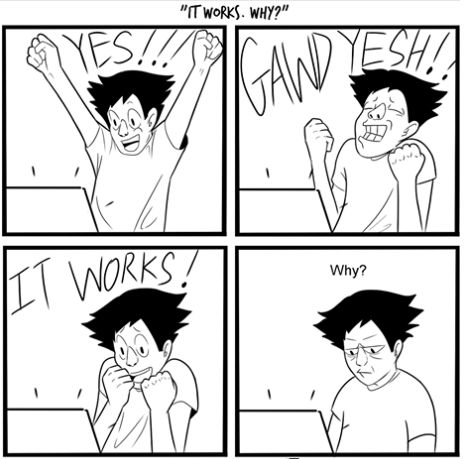 "IT WORKS. WHY?"
YES!!!
GAWD YESH!!
IT WORKS!
Why?